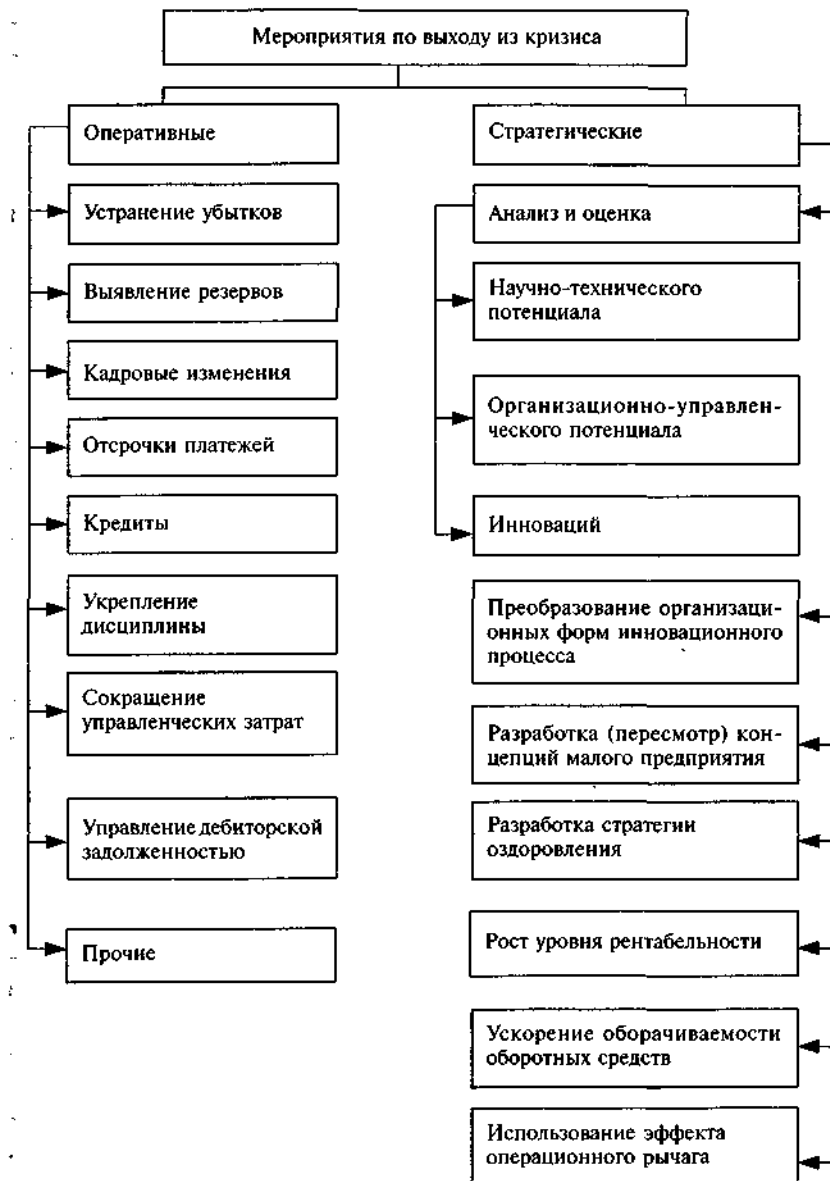 Мероприятия по выходу из кризиса
Оперативные
Устранение убытков
Выявление резервов
Кадровые изменения
Отсрочки платежей
Кредиты
Укрепление
дисциплины
Сокращение
управленческих затрат
Управление дебиторской
задолженностью
Прочие
Стратегические
Анализ и оценка
Научно-технического
потенциала
Организационно-управлен-
ческого потенциала
Инноваций
Преобразование организаци-
онных форм инновационного
процесса
Разработка (пересмотр) кон-
цепций малого предприятия
Разработка стратегии
оздоровления
Рост уровня рентабельности
Ускорение оборачиваемости
оборотных средств
Использование эффекта
операционного рычага